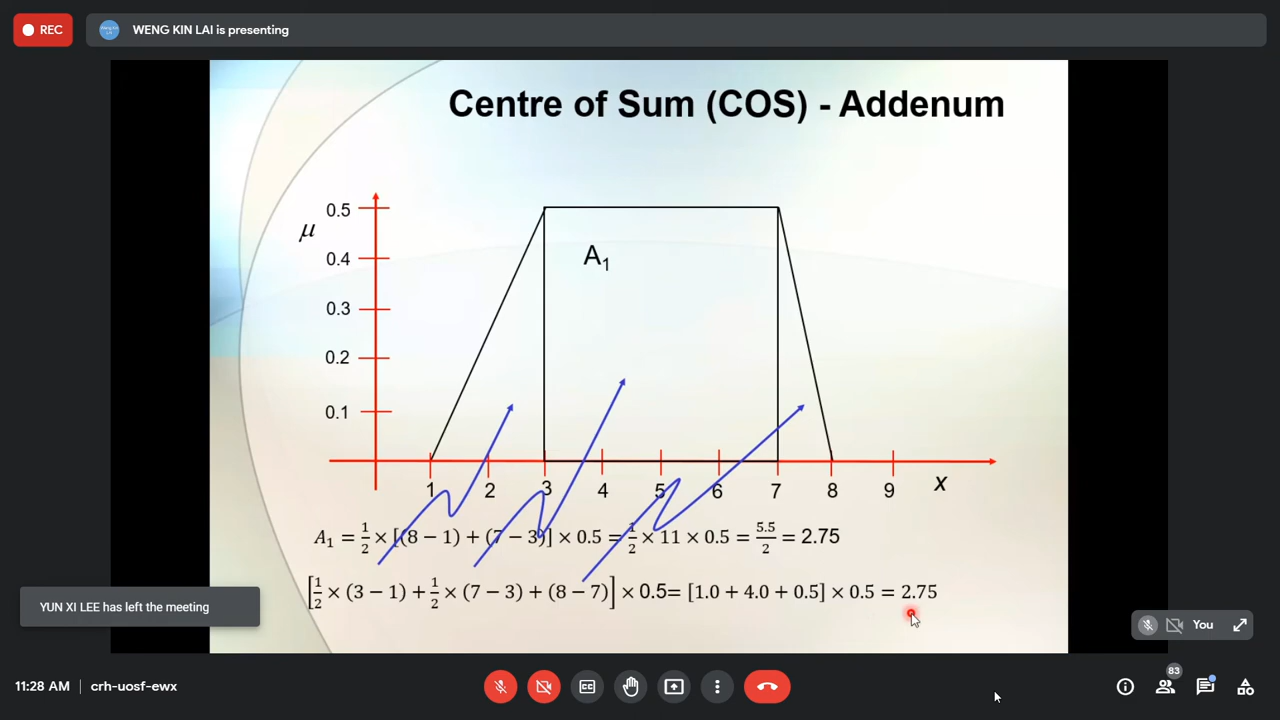 REC
WENG KIN LAI is presenting
Centre of Sum (COS) - Addenum
0.5
μ
0.4
A₁
0.3
0.2
0.1
1 2 3 4 5 6 7 8 9 x
A₁ = 1/2 × [(8 − 1) + (7 − 3)] × 0.5 = 1/2 × 11 × 0.5 = 5.5/2 = 2.75
[1/2 × (3 − 1) + 1/2 × (7 − 3) + (8 − 7)] × 0.5= [1.0 + 4.0 + 0.5] × 0.5 = 2.75
YUN XI LEE has left the meeting
You
11:28 AM | crh-uosf-ewx
CC
83